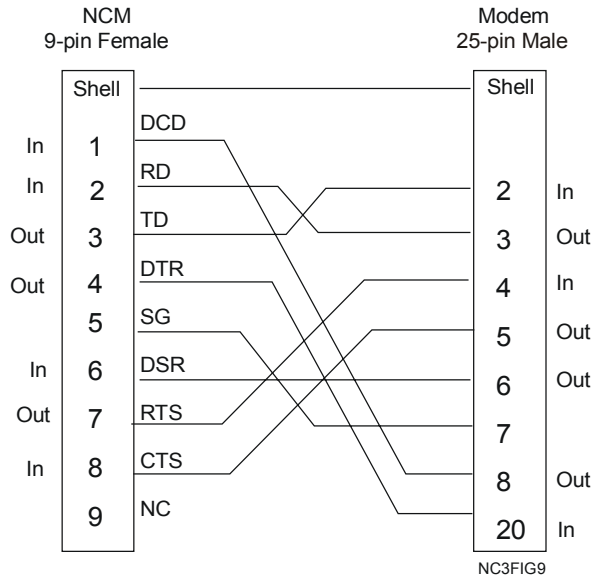 NCM
9-pin Female
Modem
25-pin Male
Shell
Shell
DCD
In 1
RD
In 2
2 In
TD
Out 3
3 Out
DTR
Out 4
4 In
SG
5
5 Out
DSR
In 6
6 Out
RTS
Out 7
7
CTS
In 8
8 Out
NC
9
20 In
NC3FIG9